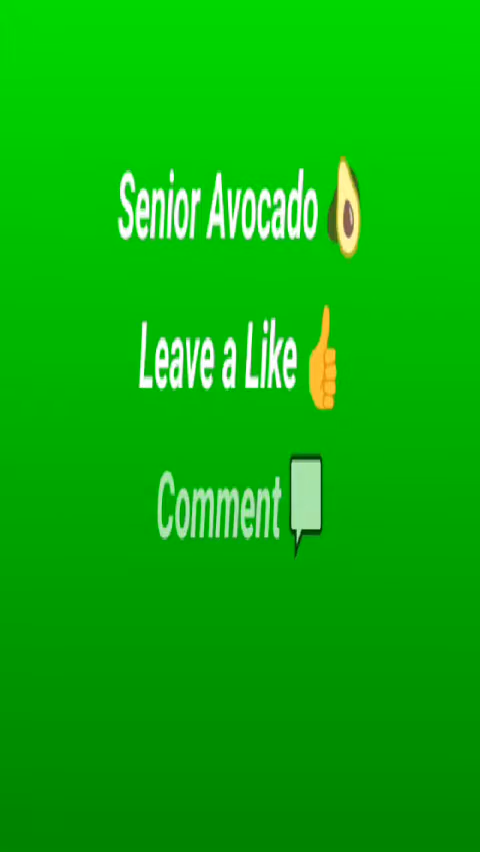 Senior Avocado 🥑
Leave a Like 👍
Comment 💬